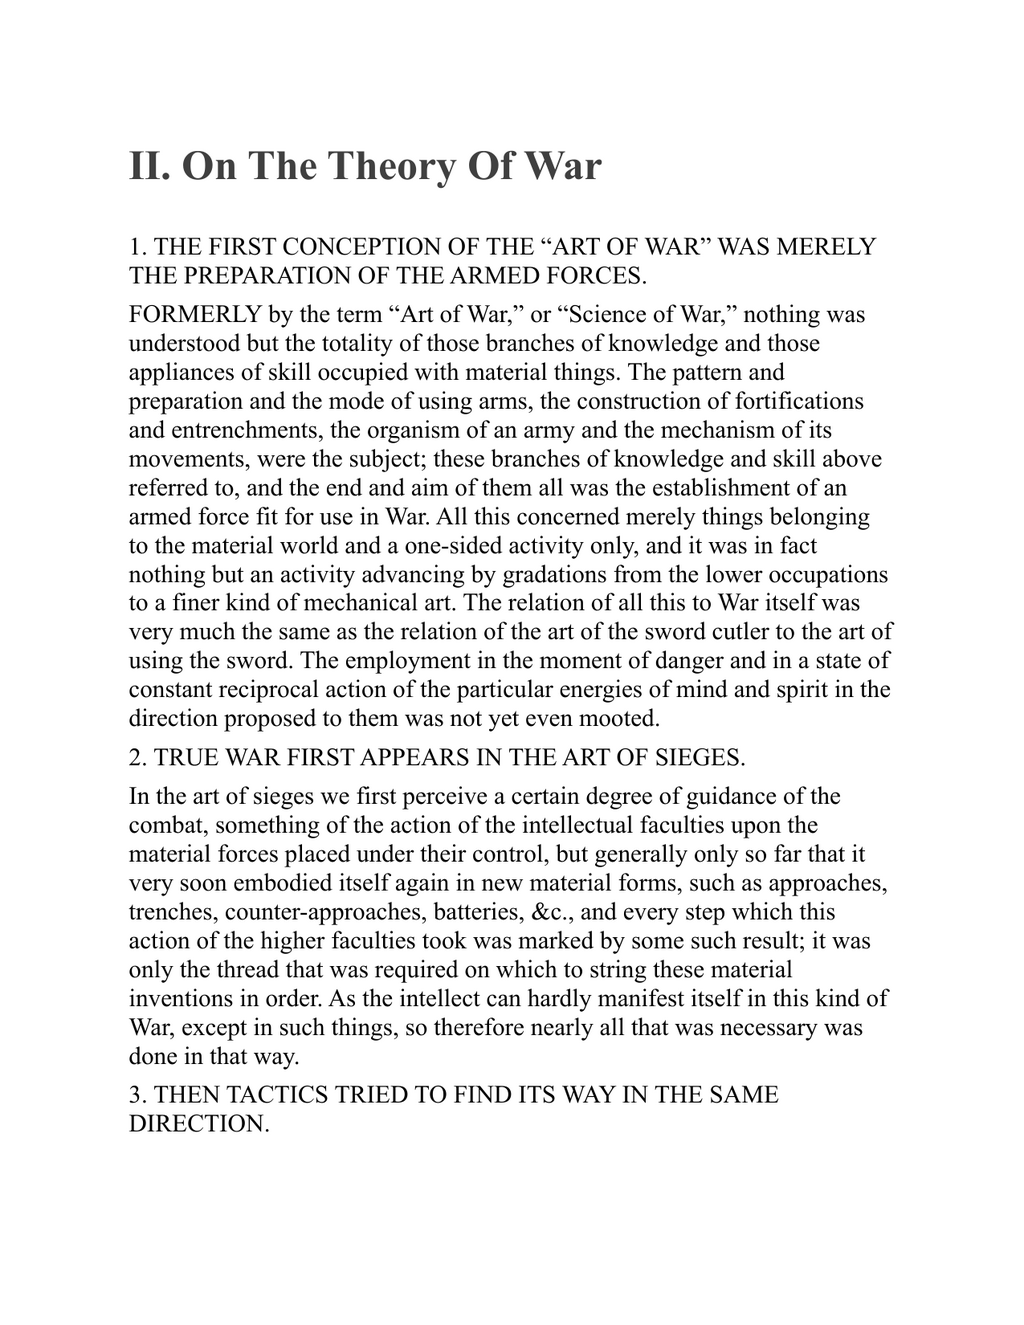 II. On The Theory Of War
1. THE FIRST CONCEPTION OF THE “ART OF WAR” WAS MERELY
THE PREPARATION OF THE ARMED FORCES.
FORMERLY by the term “Art of War,” or “Science of War,” nothing was
understood but the totality of those branches of knowledge and those
appliances of skill occupied with material things. The pattern and
preparation and the mode of using arms, the construction of fortifications
and entrenchments, the organism of an army and the mechanism of its
movements, were the subject; these branches of knowledge and skill above
referred to, and the end and aim of them all was the establishment of an
armed force fit for use in War. All this concerned merely things belonging
to the material world and a one-sided activity only, and it was in fact
nothing but an activity advancing by gradations from the lower occupations
to a finer kind of mechanical art. The relation of all this to War itself was
very much the same as the relation of the art of the sword cutler to the art of
using the sword. The employment in the moment of danger and in a state of
constant reciprocal action of the particular energies of mind and spirit in the
direction proposed to them was not yet even mooted.
2. TRUE WAR FIRST APPEARS IN THE ART OF SIEGES.
In the art of sieges we first perceive a certain degree of guidance of the
combat, something of the action of the intellectual faculties upon the
material forces placed under their control, but generally only so far that it
very soon embodied itself again in new material forms, such as approaches,
trenches, counter-approaches, batteries, &c., and every step which this
action of the higher faculties took was marked by some such result; it was
only the thread that was required on which to string these material
inventions in order. As the intellect can hardly manifest itself in this kind of
War, except in such things, so therefore nearly all that was necessary was
done in that way.
3. THEN TACTICS TRIED TO FIND ITS WAY IN THE SAME
DIRECTION.